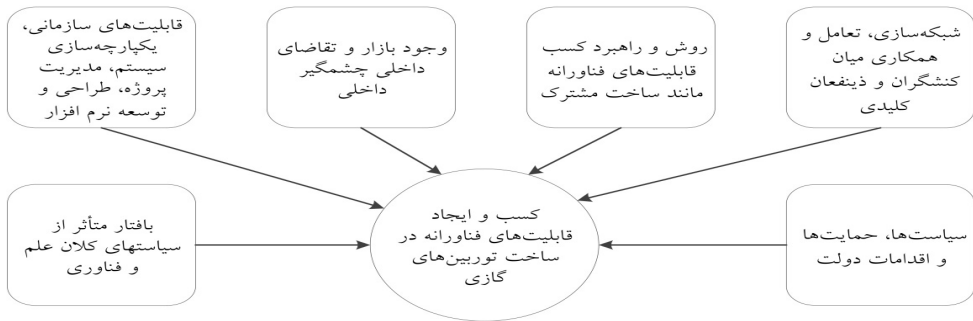 شبکه‌سازی، تعامل و
همکاری میان
کنشگران و ذینفعان
کلیدی
روش و راهبرد کسب
قابلیت‌های فناورانه
مانند ساخت مشترک
وجود بازار و تقاضای
داخلی چشمگیر
داخلی
قابلیت‌های سازمانی،
یکپارچه‌سازی
سیستم، مدیریت
پروژه، طراحی و
توسعه نرم افزار
سیاست‌ها، حمایت‌ها
و اقدامات دولت
کسب و ایجاد
قابلیت‌های فناورانه در
ساخت توربین‌های
گازی
بافتار متأثر از
سیاستهای کلان علم
و فناوری